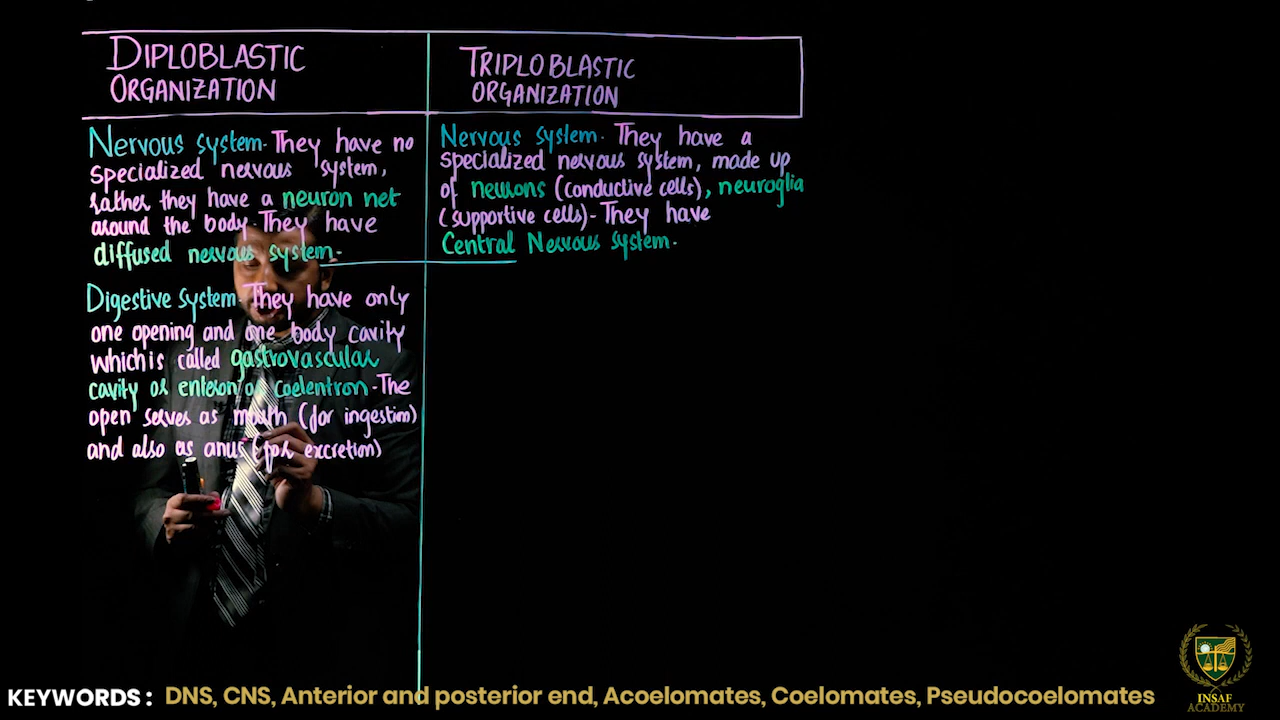 DIPLOBLASTIC
ORGANIZATION
TRIPLOBLASTIC
ORGANIZATION
Nervous system. They have no
specialized nervous system,
rather they have a neuron net
around the body. They have
diffused nervous system.
Digestive system. They have only
one opening and one body cavity
which is called gastrovascular
cavity or enteron or coelentron. The
open serves as mouth (for ingestion)
and also as anus (for excretion)
Nervous system. They have a
specialized nervous system, made up
of neurons (conductive cells), neuroglia
(supportive cells). They have
Central Nervous system.
KEYWORDS: DNS, CNS, Anterior and posterior end, Acoelomates, Coelomates, Pseudocoelomates
INSAF
ACADEMY